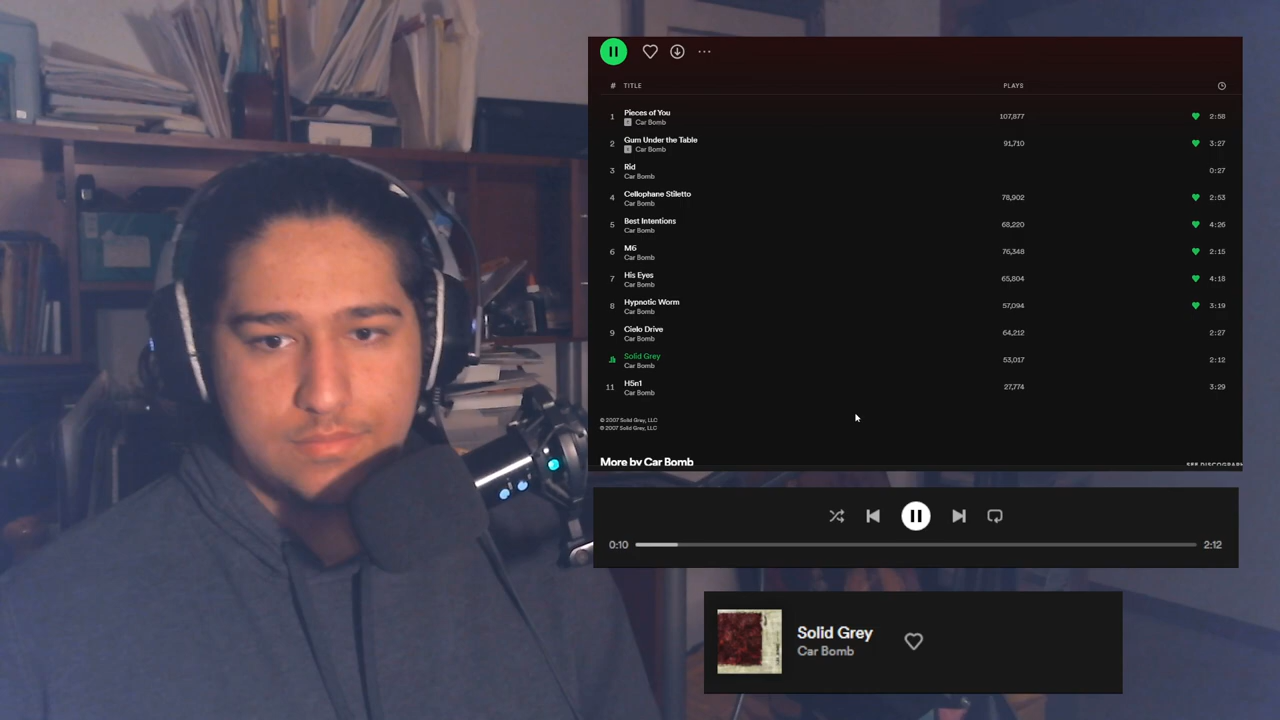 # TITLE PLAYS
1 Pieces of You 107,877 2:58
E Car Bomb
2 Gum Under the Table 91,710 3:27
E Car Bomb
3 Rid 0:27
Car Bomb
4 Cellophane Stiletto 78,902 2:53
Car Bomb
5 Best Intentions 68,220 4:26
Car Bomb
6 M6 76,348 2:15
Car Bomb
7 His Eyes 65,804 4:18
Car Bomb
8 Hypnotic Worm 57,094 3:19
Car Bomb
9 Cielo Drive 64,212 2:27
Car Bomb
Solid Grey 53,017 2:12
Car Bomb
11 H5n1 27,774 3:29
Car Bomb
© 2007 Solid Grey, LLC
℗ 2007 Solid Grey, LLC
More by Car Bomb SEE DISCOGRAPH
0:10 2:12
Solid Grey
Car Bomb